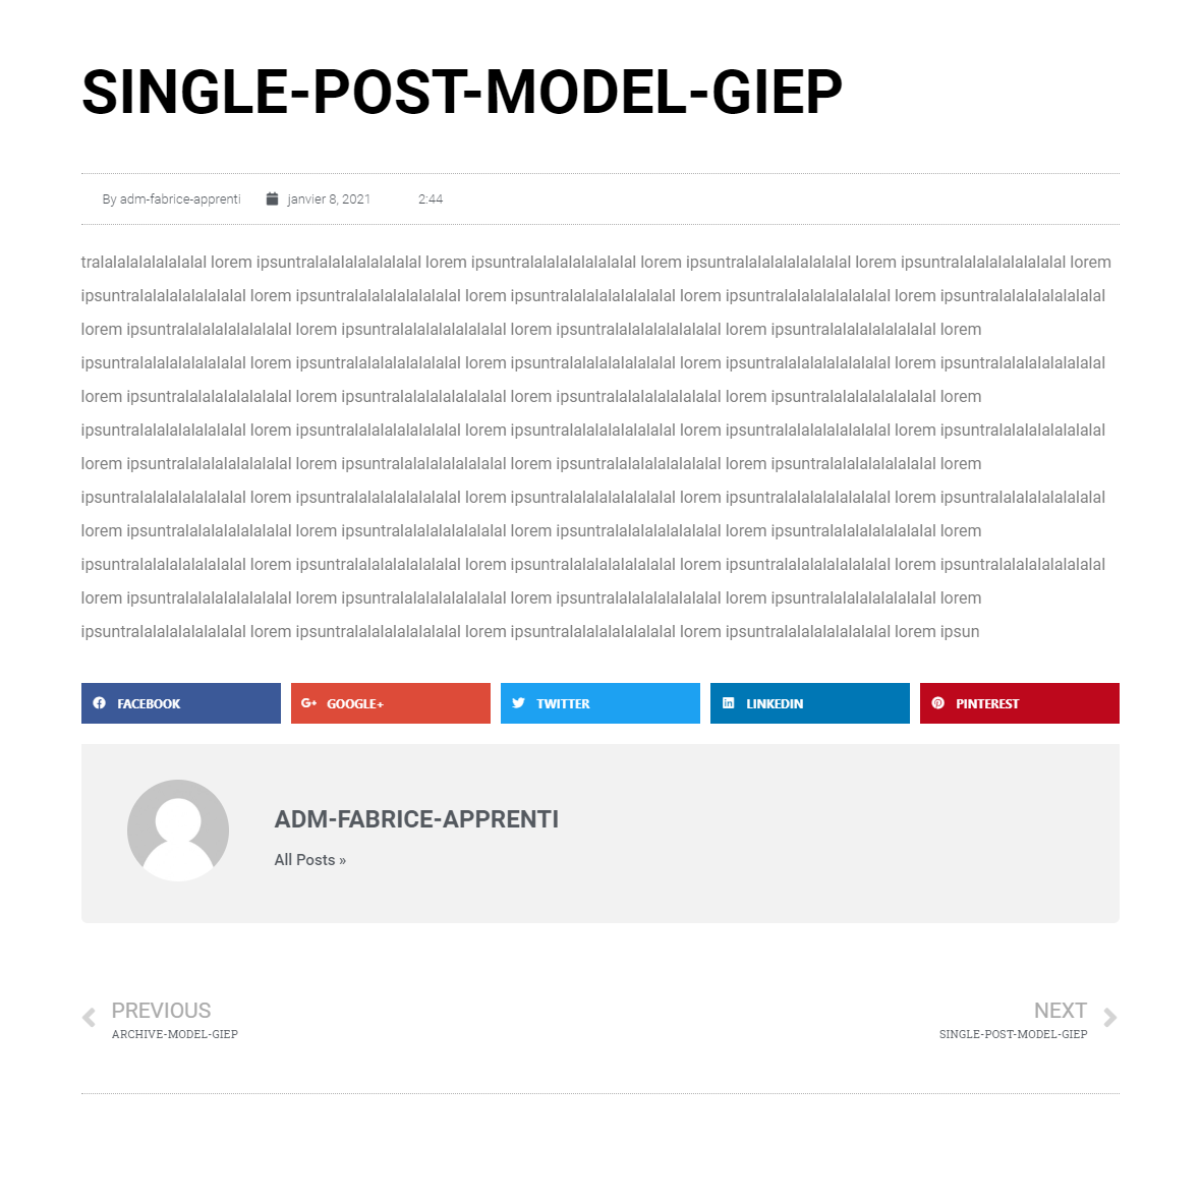 SINGLE-POST-MODEL-GIEP
By adm-fabrice-apprenti janvier 8, 2021 2:44
tralalalalalalalalal lorem ipsuntralalalalalalalalal lorem ipsuntralalalalalalalalal lorem ipsuntralalalalalalalalal lorem ipsuntralalalalalalalalal lorem
ipsuntralalalalalalalalal lorem ipsuntralalalalalalalalal lorem ipsuntralalalalalalalalal lorem ipsuntralalalalalalalalal lorem ipsuntralalalalalalalalal
lorem ipsuntralalalalalalalalal lorem ipsuntralalalalalalalalal lorem ipsuntralalalalalalalalal lorem ipsuntralalalalalalalalal lorem
ipsuntralalalalalalalalal lorem ipsuntralalalalalalalalal lorem ipsuntralalalalalalalalal lorem ipsuntralalalalalalalalal lorem ipsuntralalalalalalalalal
lorem ipsuntralalalalalalalalal lorem ipsuntralalalalalalalalal lorem ipsuntralalalalalalalalal lorem ipsuntralalalalalalalalal lorem
ipsuntralalalalalalalalal lorem ipsuntralalalalalalalalal lorem ipsuntralalalalalalalalal lorem ipsuntralalalalalalalalal lorem ipsuntralalalalalalalalal
lorem ipsuntralalalalalalalalal lorem ipsuntralalalalalalalalal lorem ipsuntralalalalalalalalal lorem ipsuntralalalalalalalalal lorem
ipsuntralalalalalalalalal lorem ipsuntralalalalalalalalal lorem ipsuntralalalalalalalalal lorem ipsuntralalalalalalalalal lorem ipsuntralalalalalalalalal
lorem ipsuntralalalalalalalalal lorem ipsuntralalalalalalalalal lorem ipsuntralalalalalalalalal lorem ipsuntralalalalalalalalal lorem
ipsuntralalalalalalalalal lorem ipsuntralalalalalalalalal lorem ipsuntralalalalalalalalal lorem ipsuntralalalalalalalalal lorem ipsuntralalalalalalalalal
lorem ipsuntralalalalalalalalal lorem ipsuntralalalalalalalalal lorem ipsuntralalalalalalalalal lorem ipsuntralalalalalalalalal lorem
ipsuntralalalalalalalalal lorem ipsuntralalalalalalalalal lorem ipsuntralalalalalalalalal lorem ipsuntralalalalalalalalal lorem ipsun
FACEBOOK GOOGLE+ TWITTER LINKEDIN PINTEREST
ADM-FABRICE-APPRENTI
All Posts »
PREVIOUS
ARCHIVE-MODEL-GIEP
NEXT
SINGLE-POST-MODEL-GIEP